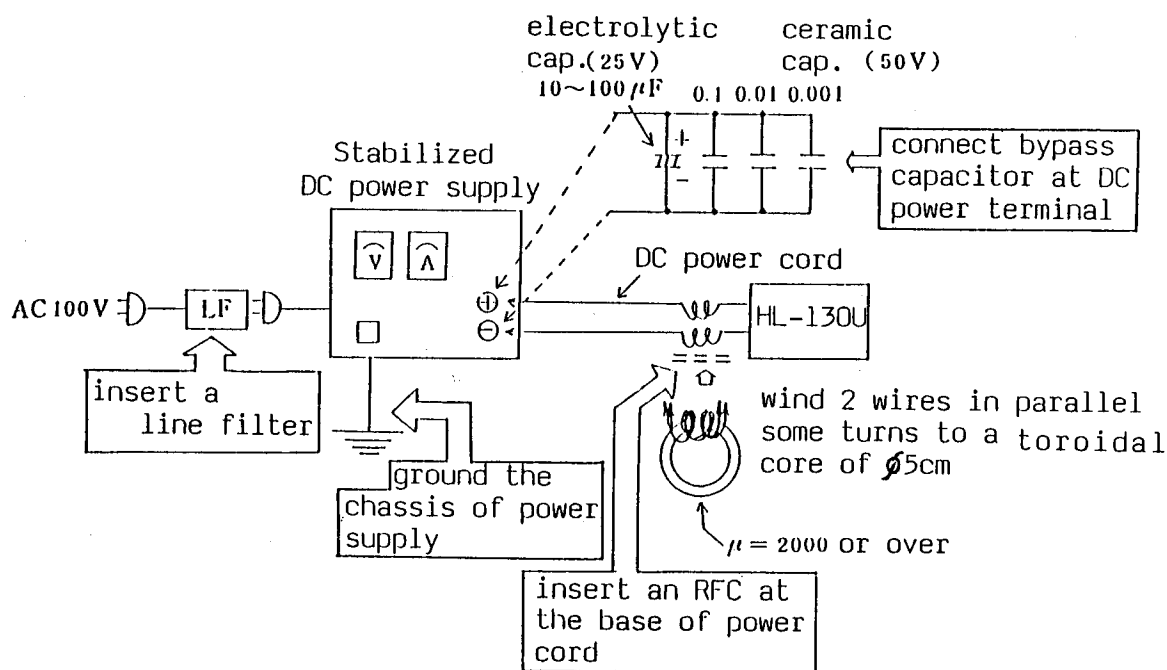 electrolytic
cap.(25V)
10~100μF
ceramic
cap. (50V)
0.1 0.01 0.001
+
-
connect bypass
capacitor at DC
power terminal
Stabilized
DC power supply
V A
+
-
DC power cord
AC 100V
LF
HL-130U
insert a
line filter
ground the
chassis of power
supply
wind 2 wires in parallel
some turns to a toroidal
core of ø5cm
μ = 2000 or over
insert an RFC at
the base of power
cord